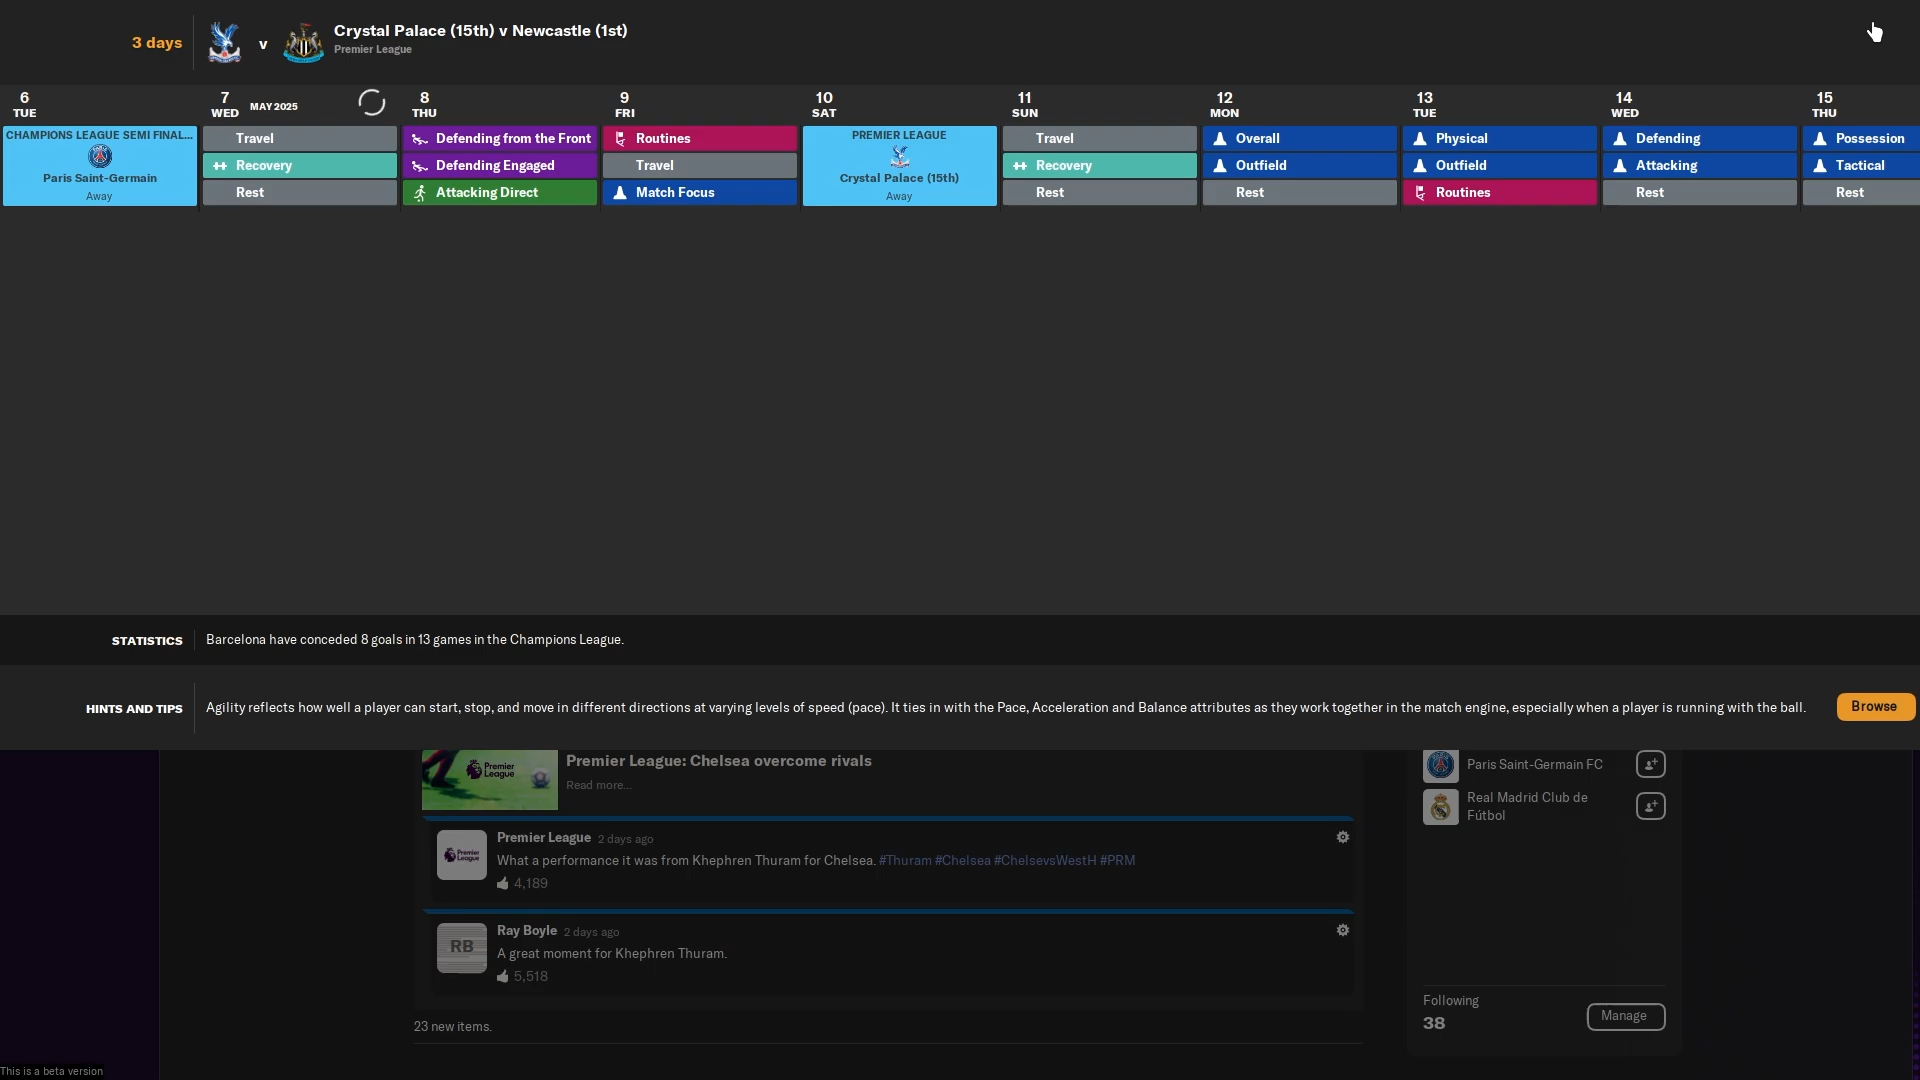 3 days
v
Crystal Palace (15th) v Newcastle (1st)
Premier League
6
TUE
7
WED
MAY 2025
8
THU
9
FRI
10
SAT
11
SUN
12
MON
13
TUE
14
WED
15
THU
CHAMPIONS LEAGUE SEMI FINAL...
Paris Saint-Germain
Away
Travel
Recovery
Rest
Defending from the Front
Defending Engaged
Attacking Direct
Routines
Travel
Match Focus
PREMIER LEAGUE
Crystal Palace (15th)
Away
Travel
Recovery
Rest
Overall
Outfield
Rest
Physical
Outfield
Routines
Defending
Attacking
Rest
Possession
Tactical
Rest
STATISTICS
Barcelona have conceded 8 goals in 13 games in the Champions League.
HINTS AND TIPS
Agility reflects how well a player can start, stop, and move in different directions at varying levels of speed (pace). It ties in with the Pace, Acceleration and Balance attributes as they work together in the match engine, especially when a player is running with the ball.
Browse
Premier League
Premier League: Chelsea overcome rivals
Read more...
Premier League
Premier League 2 days ago
What a performance it was from Khephren Thuram for Chelsea. #Thuram #Chelsea #ChelsevsWestH #PRM
4,189
RB
Ray Boyle 2 days ago
A great moment for Khephren Thuram.
5,518
23 new items.
Paris Saint-Germain FC
Real Madrid Club de
Fútbol
Following
38
Manage
This is a beta version